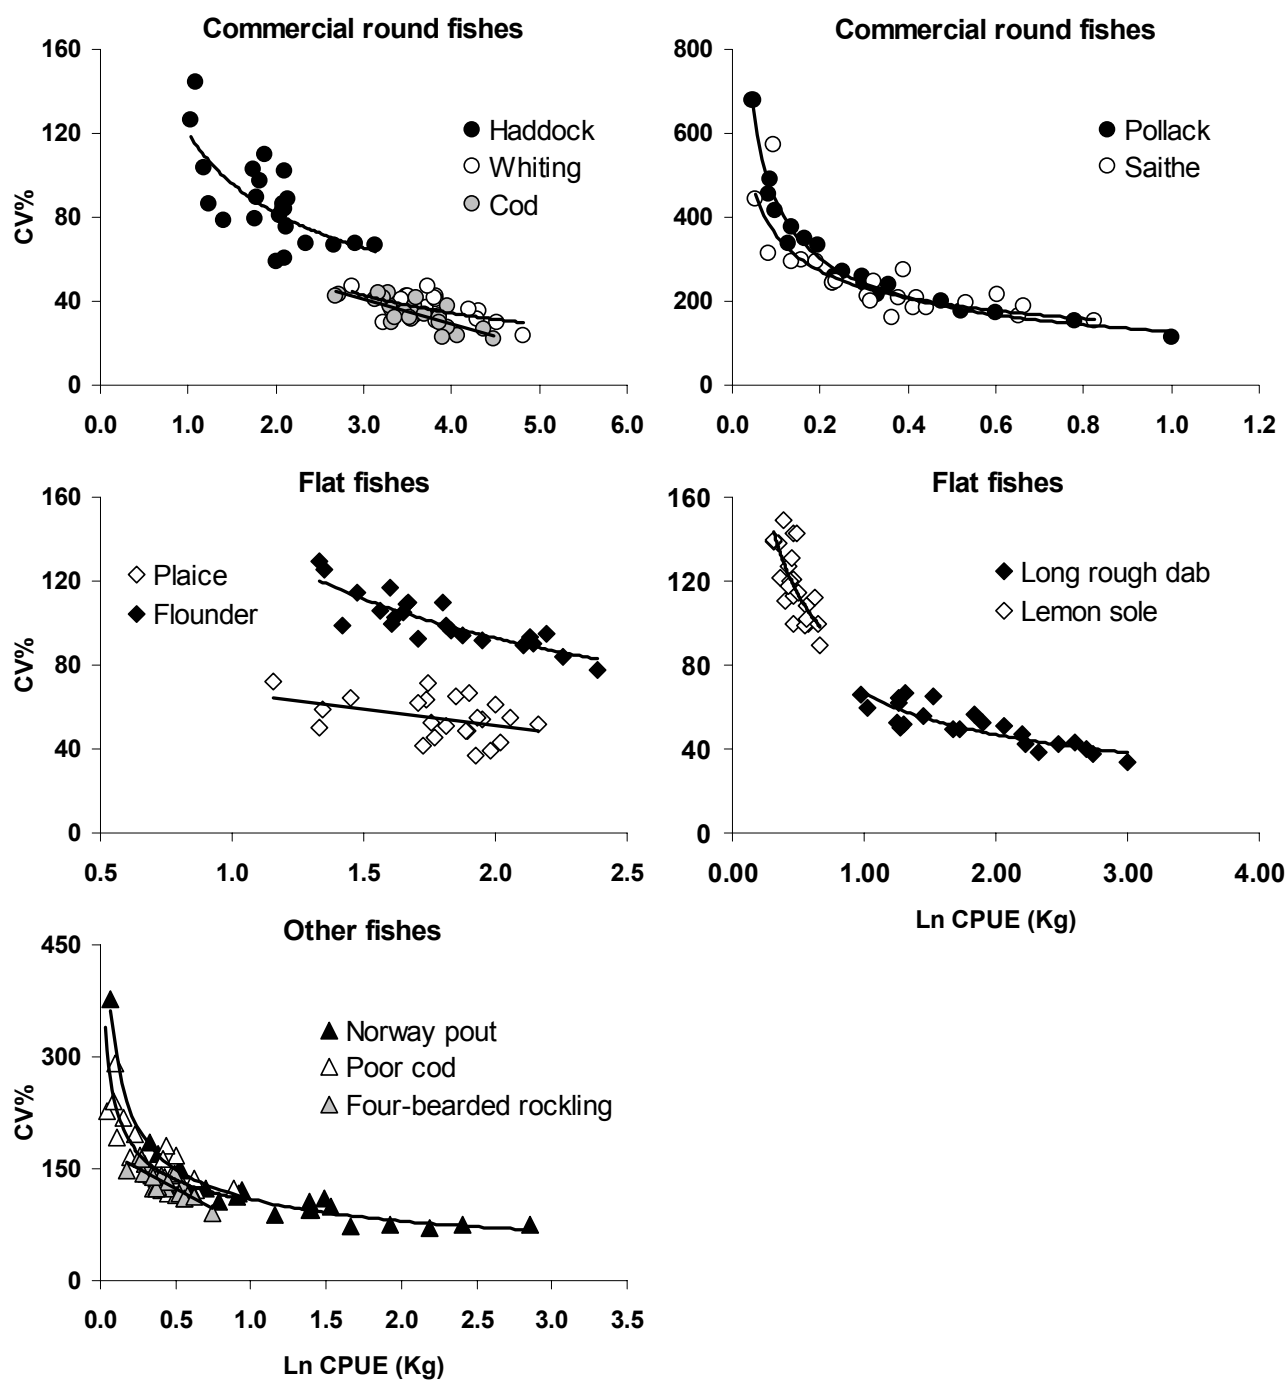 Commercial round fishes
160
120
80
40
0
CV%
Haddock
Whiting
Cod
0.0 1.0 2.0 3.0 4.0 5.0 6.0
Commercial round fishes
800
600
400
200
0
Pollack
Saithe
0.0 0.2 0.4 0.6 0.8 1.0 1.2
Flat fishes
160
120
80
40
0
CV%
Plaice
Flounder
0.5 1.0 1.5 2.0 2.5
Flat fishes
160
120
80
40
0
Long rough dab
Lemon sole
0.00 1.00 2.00 3.00 4.00
Ln CPUE (Kg)
Other fishes
450
300
150
0
CV%
Norway pout
Poor cod
Four-bearded rockling
0.0 0.5 1.0 1.5 2.0 2.5 3.0 3.5
Ln CPUE (Kg)